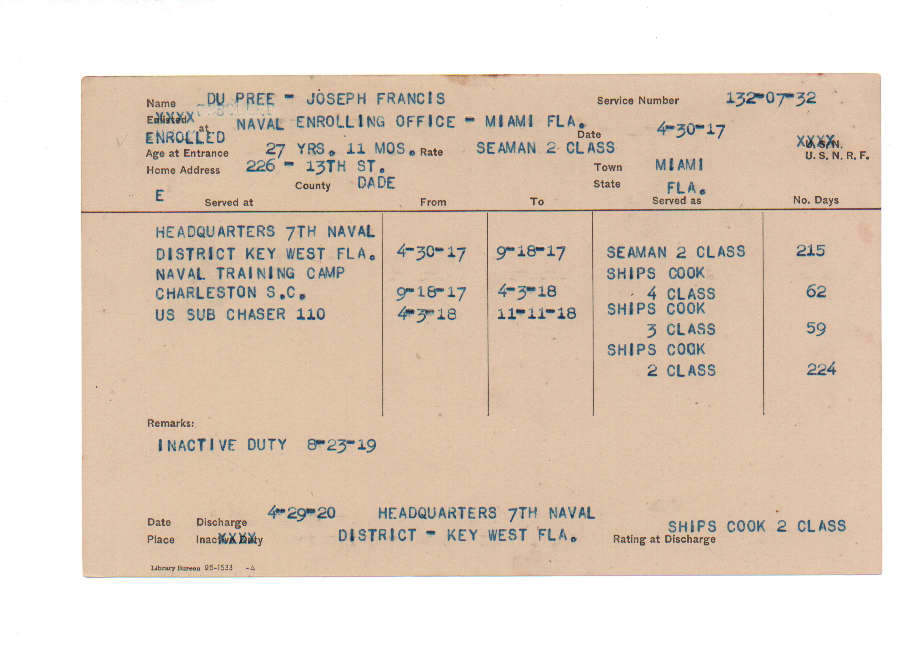 Name DU PREE - JOSEPH FRANCIS Service Number 132-07-32
Enlisted XXXX at NAVAL ENROLLING OFFICE - MIAMI FLA. Date 4-30-17
ENROLLED
XXXX U.S.N.
Age at Entrance 27 YRS. 11 MOS. Rate SEAMAN 2 CLASS U. S. N. R. F.
Home Address 226 - 13TH ST. Town MIAMI
County DADE State FLA.
E Served at From To Served as No. Days
HEADQUARTERS 7TH NAVAL
DISTRICT KEY WEST FLA. 4-30-17 9-18-17 SEAMAN 2 CLASS 215
NAVAL TRAINING CAMP SHIPS COOK
CHARLESTON S.C. 9-18-17 4-3-18 4 CLASS 62
US SUB CHASER 110 4-3-18 11-11-18 SHIPS COOK
3 CLASS 59
SHIPS COOK
2 CLASS 224
Remarks:
INACTIVE DUTY 8-23-19
Date Discharge 4-29-20 HEADQUARTERS 7TH NAVAL
Place Inactive Duty XXXX DISTRICT - KEY WEST FLA. Rating at Discharge SHIPS COOK 2 CLASS
Library Bureau 95-1533 -A